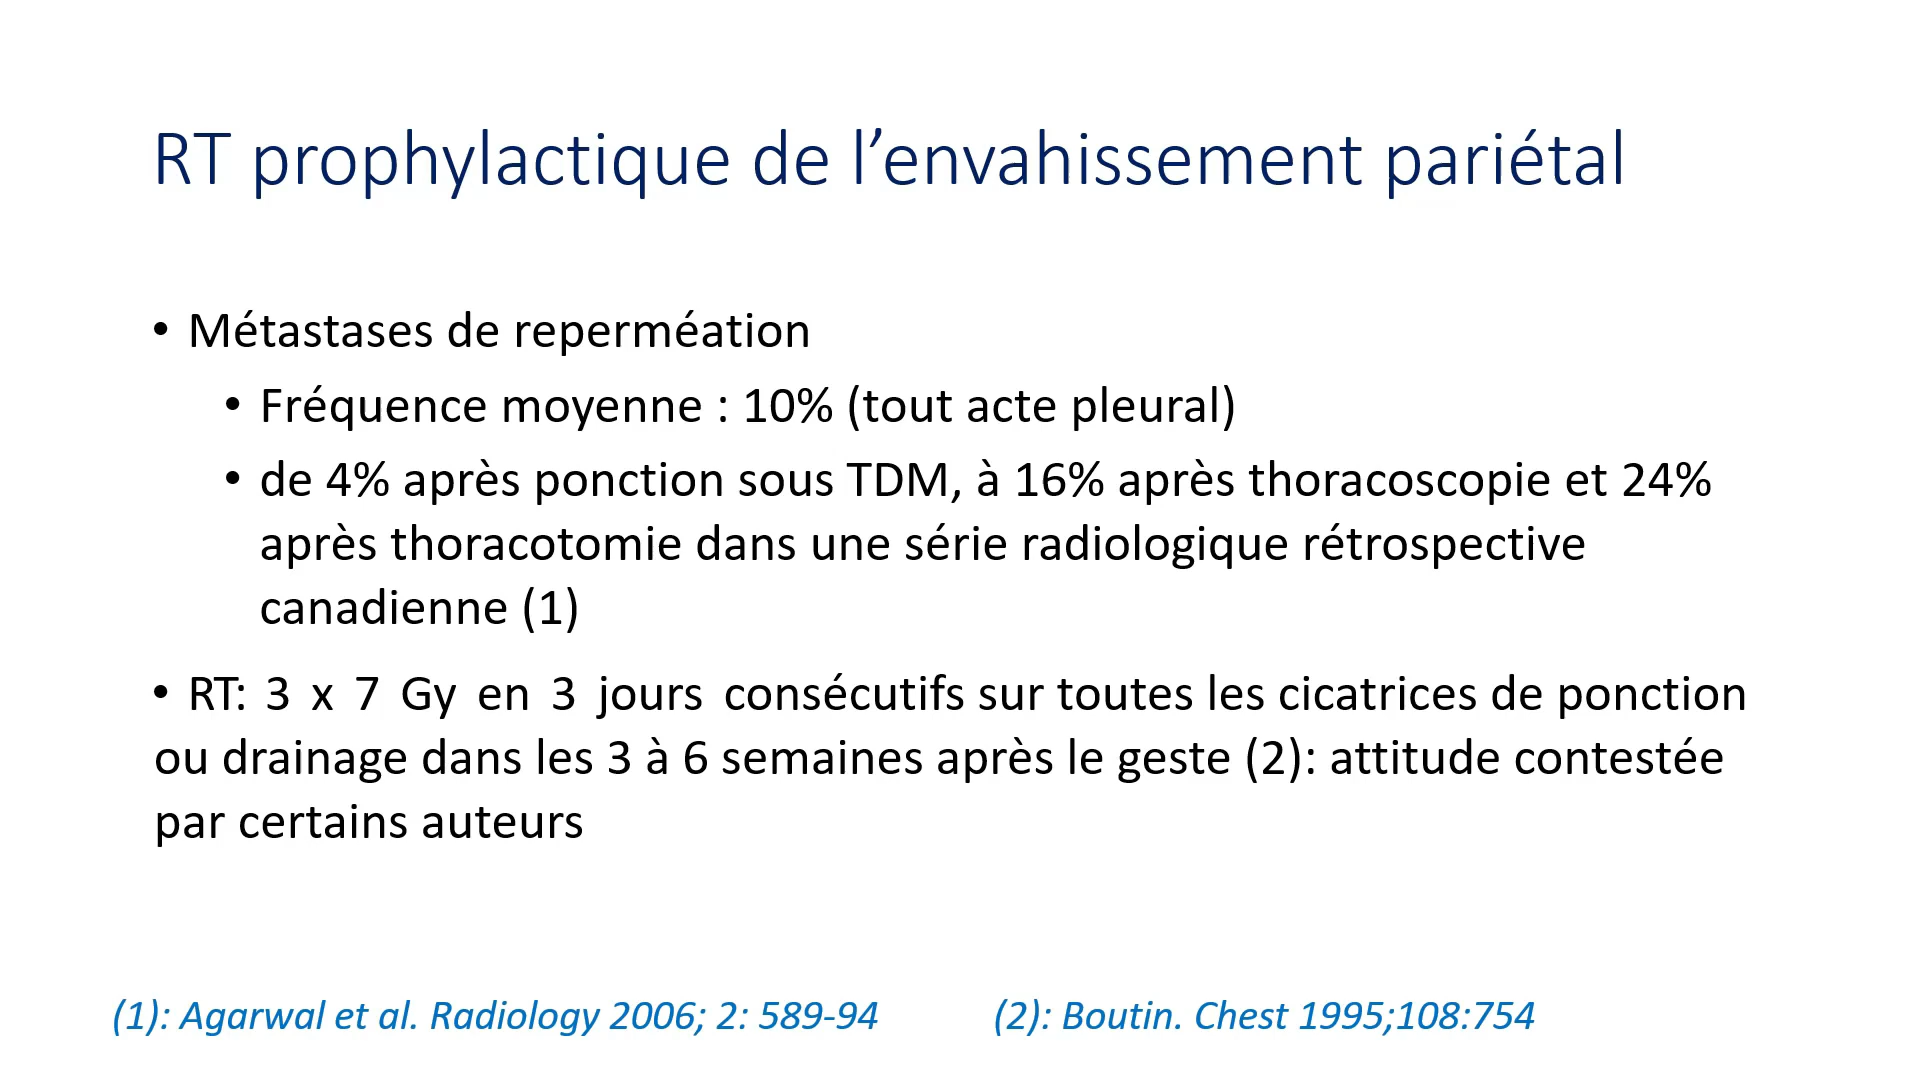 RT prophylactique de l’envahissement pariétal
• Métastases de reperméation
• Fréquence moyenne : 10% (tout acte pleural)
• de 4% après ponction sous TDM, à 16% après thoracoscopie et 24%
après thoracotomie dans une série radiologique rétrospective
canadienne (1)
• RT: 3 x 7 Gy en 3 jours consécutifs sur toutes les cicatrices de ponction
ou drainage dans les 3 à 6 semaines après le geste (2): attitude contestée
par certains auteurs
(1): Agarwal et al. Radiology 2006; 2: 589-94 (2): Boutin. Chest 1995;108:754